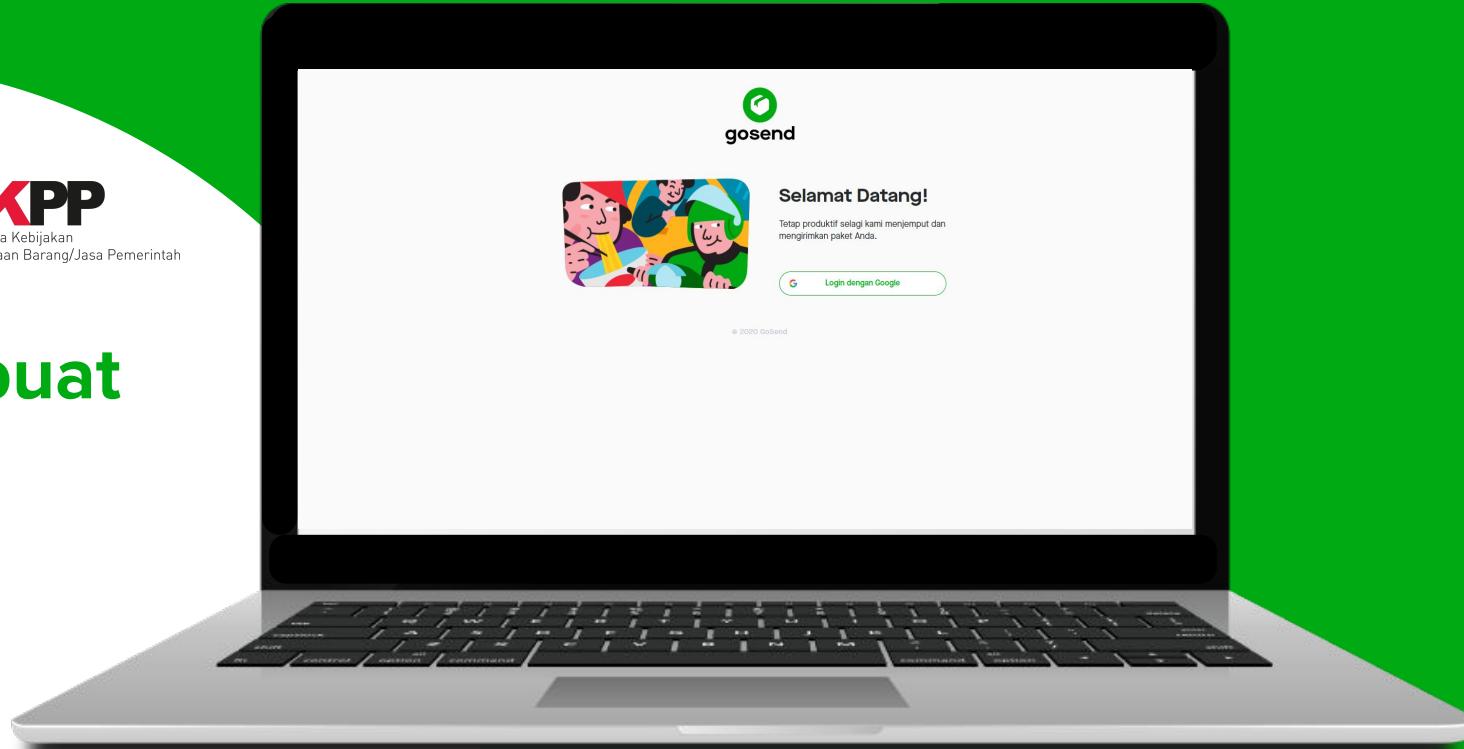 KPP
a Kebijakan
aan Barang/Jasa Pemerintah
buat
gosend
Selamat Datang!
Tetap produktif selagi kami menjemput dan
mengirimkan paket Anda.
G Login dengan Google
© 2020 GoSend